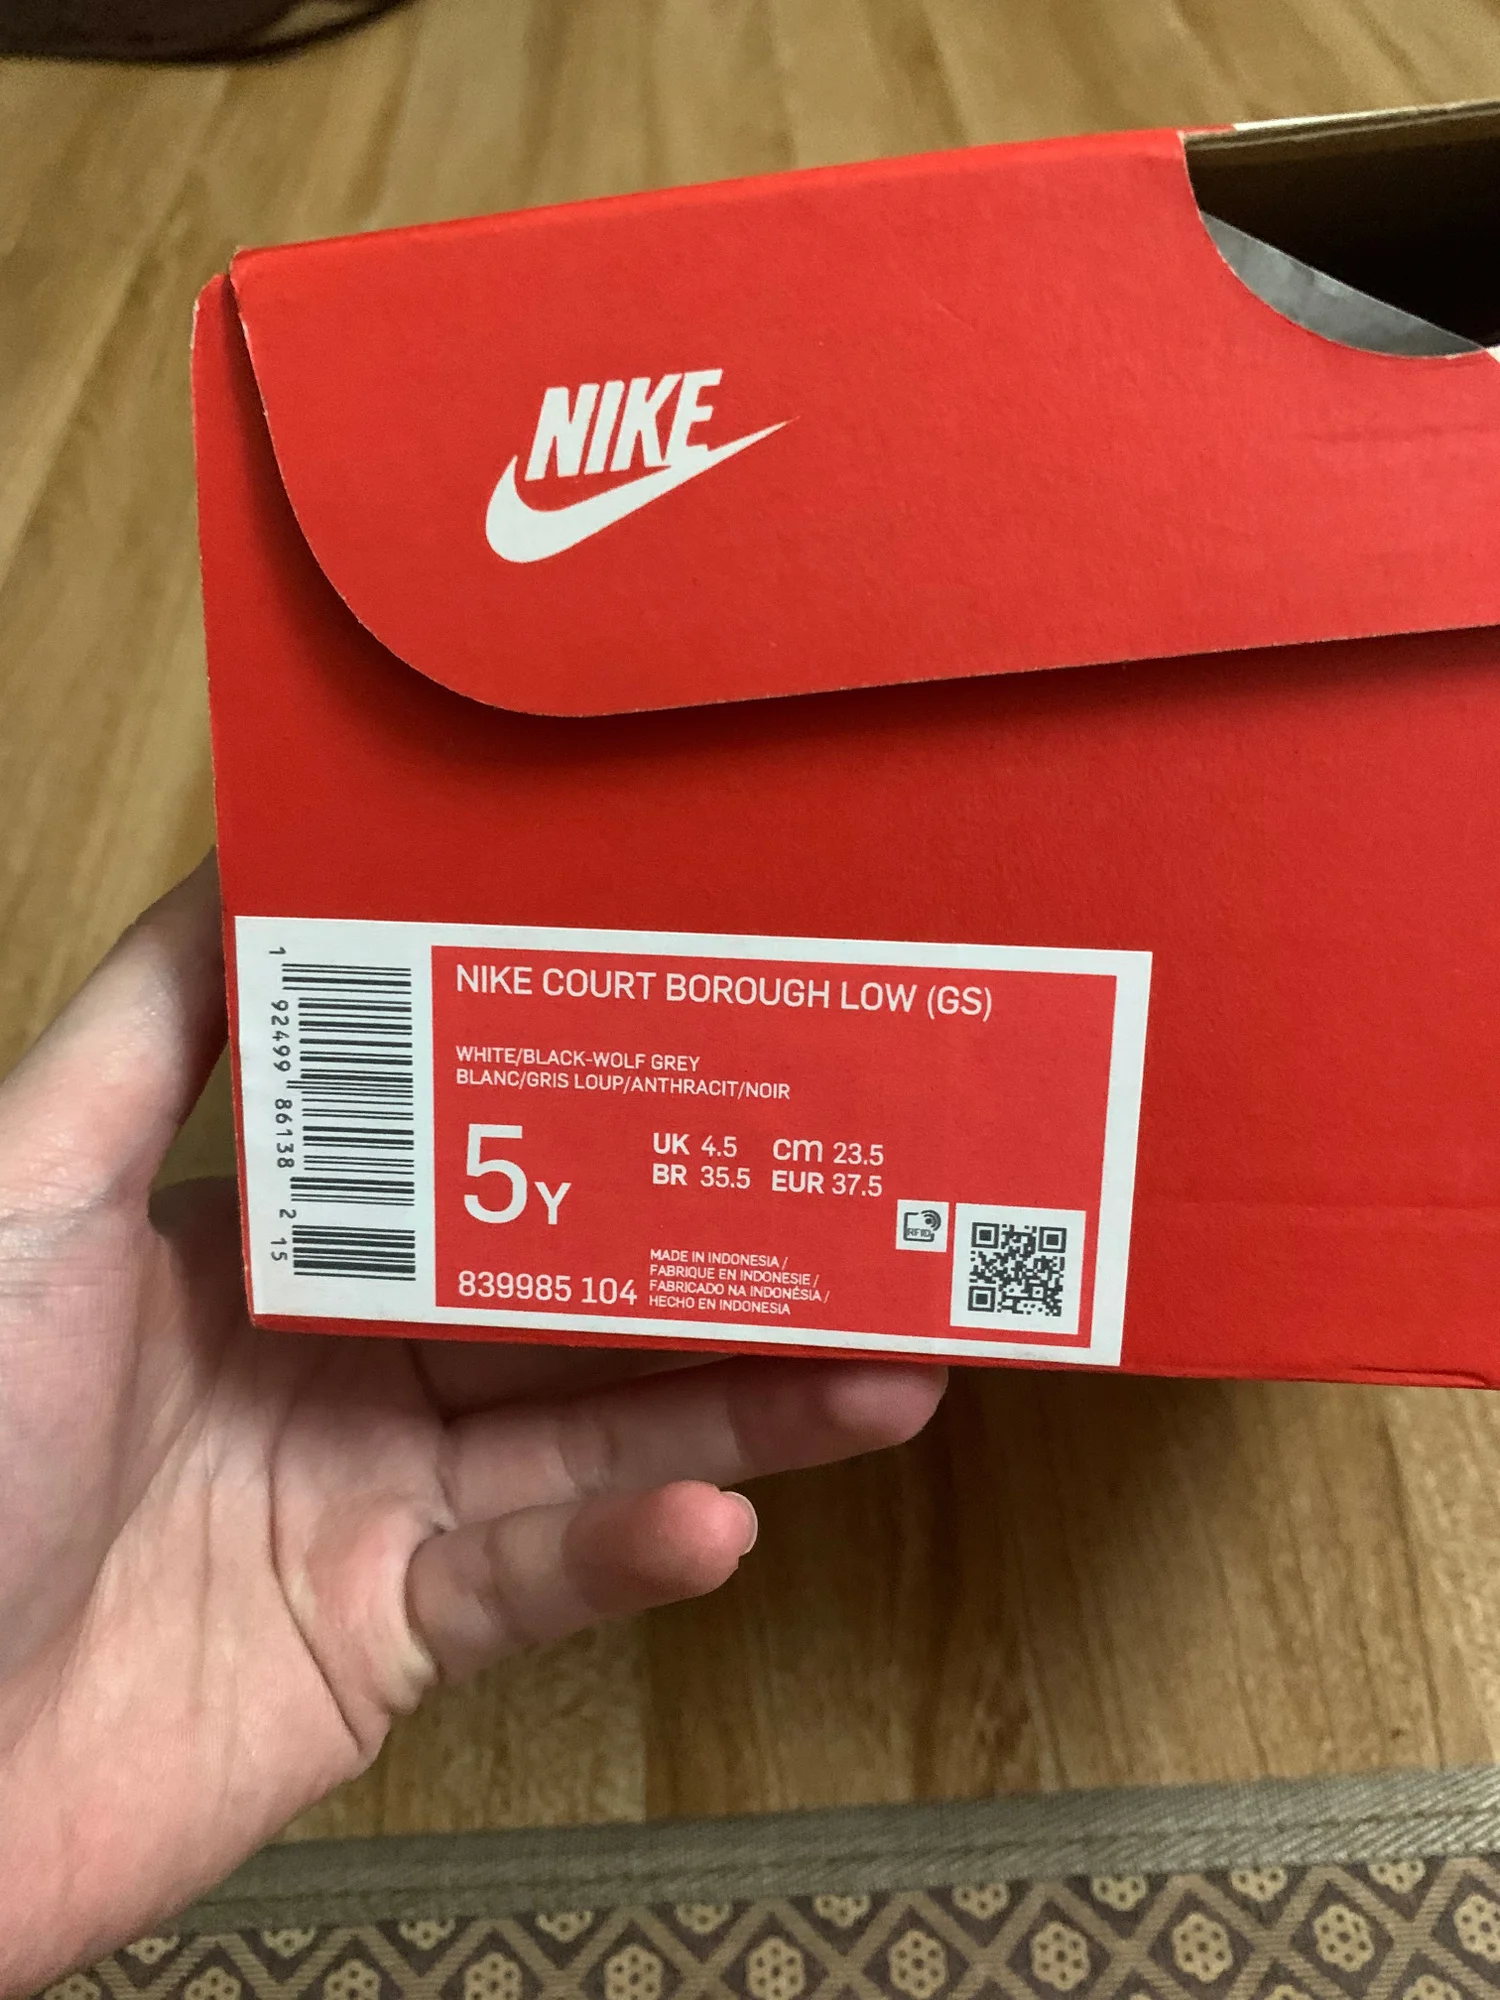 NIKE
NIKE COURT BOROUGH LOW (GS)
WHITE/BLACK-WOLF GREY
BLANC/GRIS LOUP/ANTHRACIT/NOIR
5Y
UK 4.5 cm 23.5
BR 35.5 EUR 37.5
RFID
839985 104
MADE IN INDONESIA /
FABRIQUE EN INDONESIE /
FABRICADO NA INDONÉSIA /
HECHO EN INDONESIA
1 92499 86138 2 15